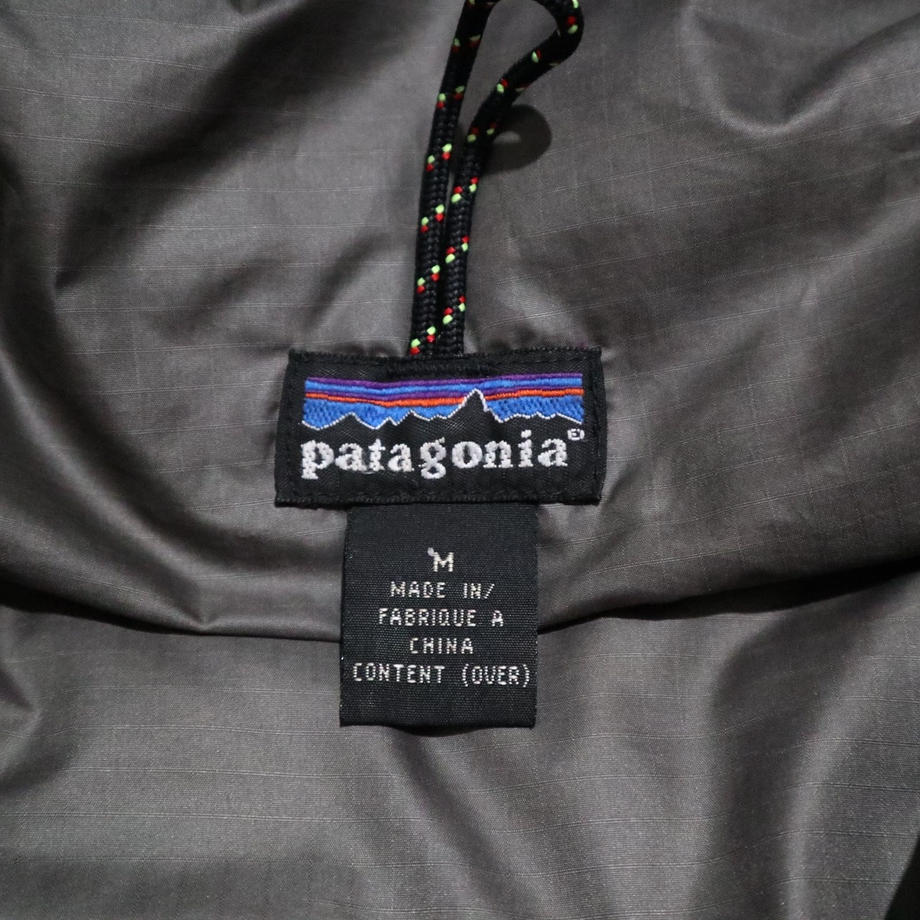 patagonia®
M
MADE IN/
FABRIQUE A
CHINA
CONTENT (OVER)